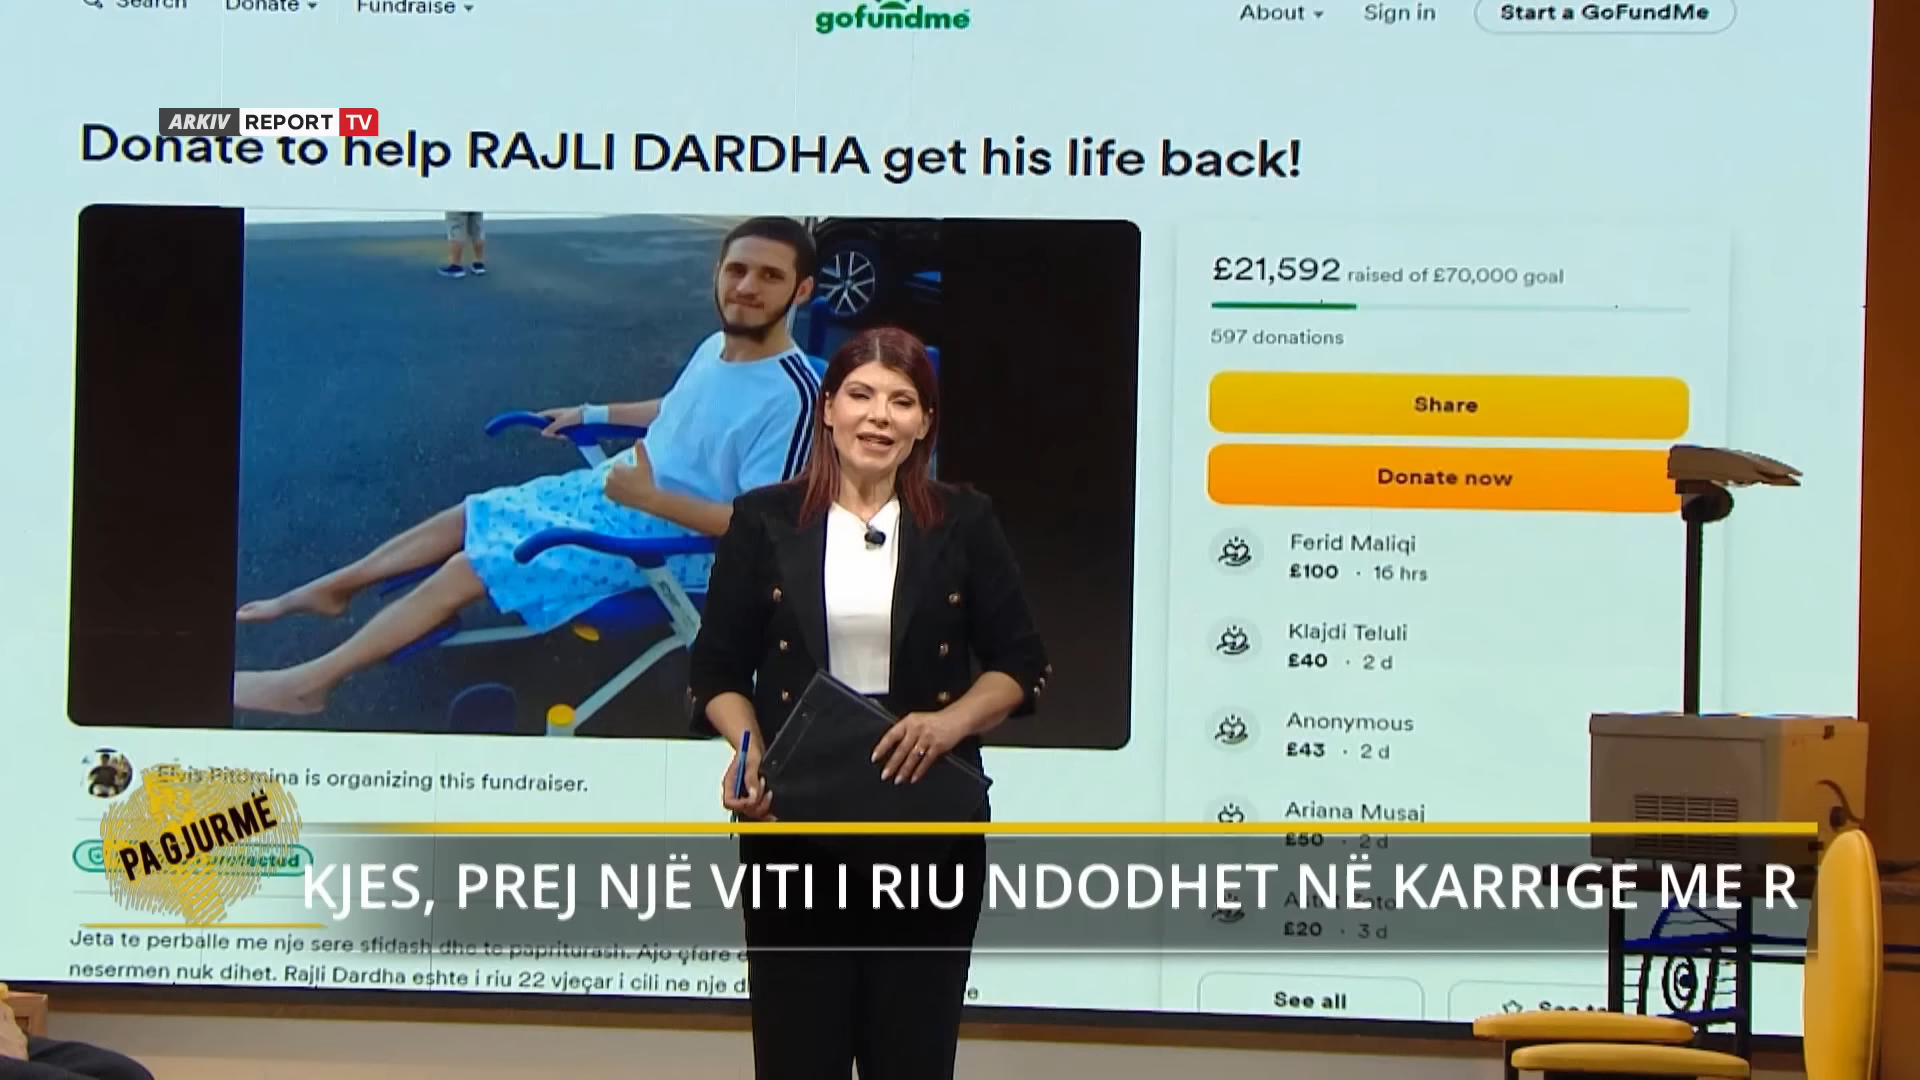 Search Donate Fundraise gofundme About Sign in Start a GoFundMe
ARKIV REPORT TV
Donate to help RAJLI DARDHA get his life back!
£21,592 raised of £70,000 goal
597 donations
Share
Donate now
Ferid Maliqi
£100 · 16 hrs
Klajdi Teluli
£40 · 2 d
Anonymous
£43 · 2 d
Ariana Musaj
£50 · 2 d
£20 · 3 d
See all
is organizing this fundraiser.
PA GJURMË
KJES, PREJ NJË VITI I RIU NDODHET NË KARRIGE ME R
Jeta te perballe me nje sere sfidash dhe te papriturash. Ajo çfare
nesermen nuk dihet. Rajli Dardha eshte i riu 22 vjeçar i cili ne nje